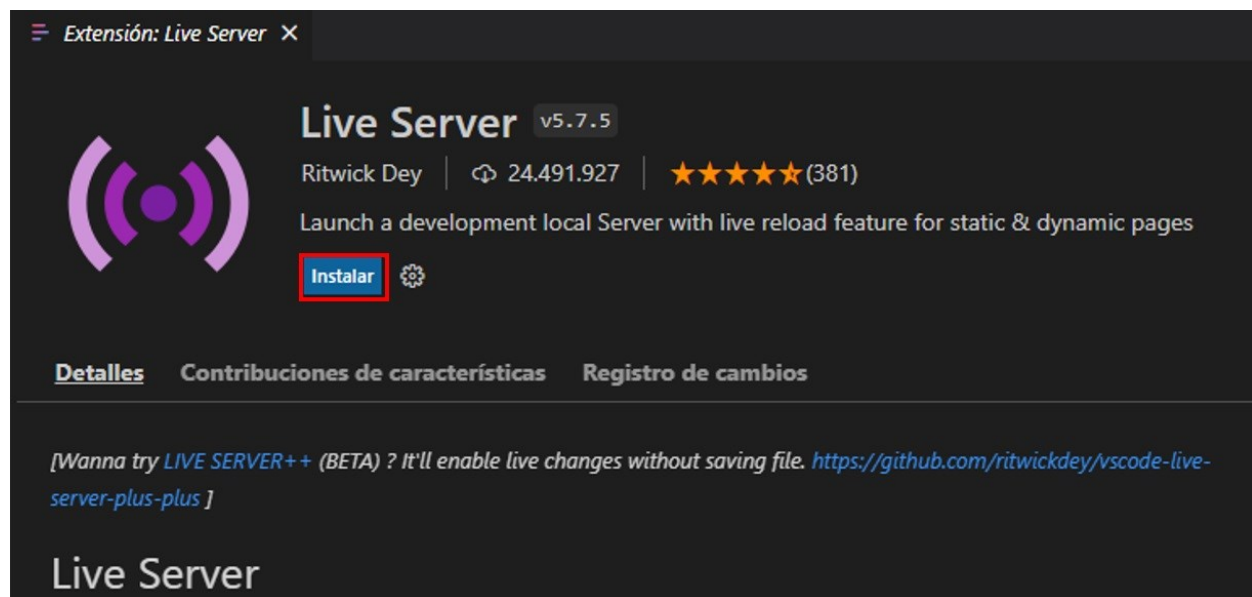 Extensión: Live Server
Live Server v5.7.5
Ritwick Dey 24.491.927 (381)
Launch a development local Server with live reload feature for static & dynamic pages
Instalar
Detalles Contribuciones de características Registro de cambios
[Wanna try LIVE SERVER++ (BETA) ? It'll enable live changes without saving file. https://github.com/ritwickdey/vscode-live-
server-plus-plus ]
Live Server